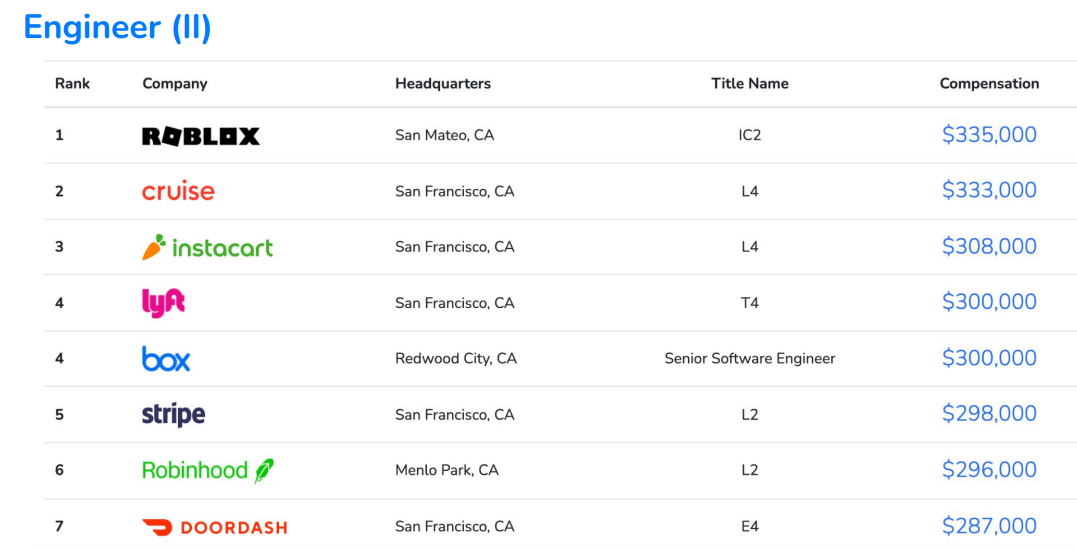 Engineer (II)
Rank Company Headquarters Title Name Compensation
1 ROBLOX San Mateo, CA IC2 $335,000
2 cruise San Francisco, CA L4 $333,000
3 instacart San Francisco, CA L4 $308,000
4 lyft San Francisco, CA T4 $300,000
4 box Redwood City, CA Senior Software Engineer $300,000
5 stripe San Francisco, CA L2 $298,000
6 Robinhood Menlo Park, CA L2 $296,000
7 DOORDASH San Francisco, CA E4 $287,000